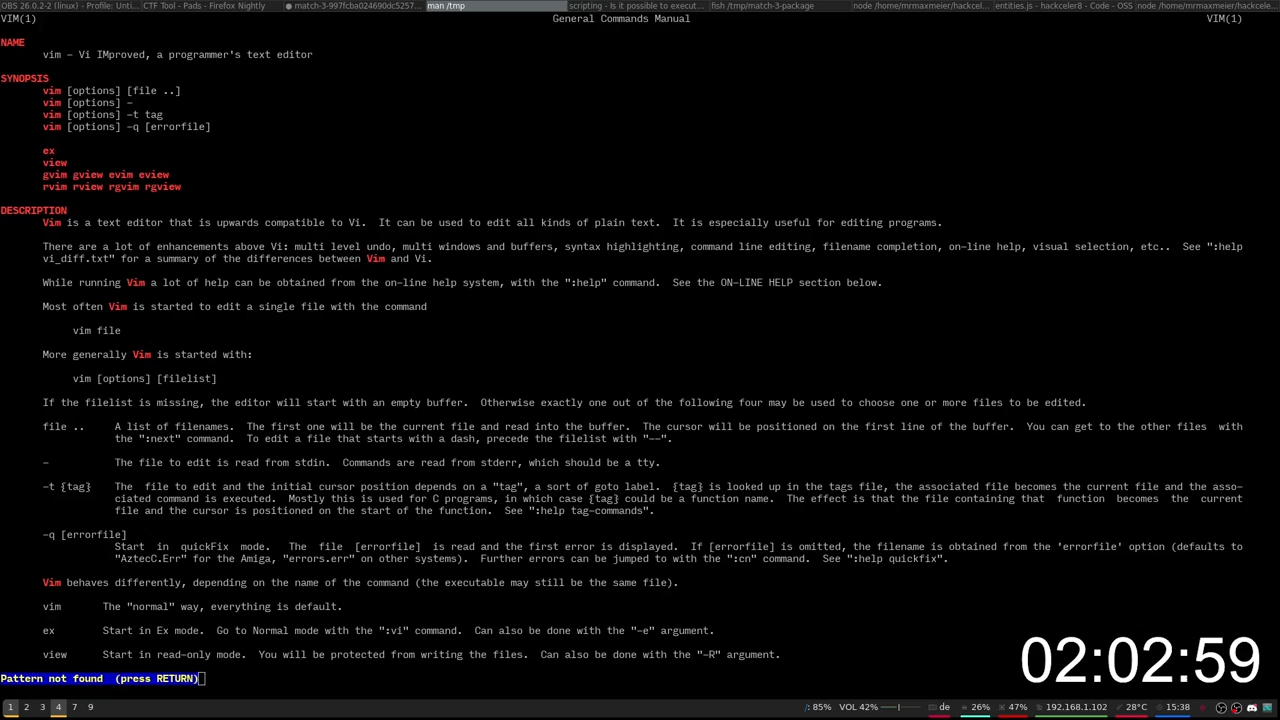 OBS 26.0.2-2 (linux) - Profile: Unti... CTF Tool - Pads - Firefox Nightly ● match-3-997fcba024690dc5257... man /tmp scripting - Is it possible to execut... fish /tmp/match-3-package node /home/mrmaxmeier/hackcel... entities.js - hackceler8 - Code - OSS node /home/mrmaxmeier/hackcele...
VIM(1) General Commands Manual VIM(1)
NAME
vim - Vi IMproved, a programmer's text editor
SYNOPSIS
vim [options] [file ..]
vim [options] -
vim [options] -t tag
vim [options] -q [errorfile]
ex
view
gvim gview evim eview
rvim rview rgvim rgview
DESCRIPTION
Vim is a text editor that is upwards compatible to Vi.  It can be used to edit all kinds of plain text.  It is especially useful for editing programs.
There are a lot of enhancements above Vi: multi level undo, multi windows and buffers, syntax highlighting, command line editing, filename completion, on-line help, visual selection, etc..  See ":help
vi_diff.txt" for a summary of the differences between Vim and Vi.
While running Vim a lot of help can be obtained from the on-line help system, with the ":help" command.  See the ON-LINE HELP section below.
Most often Vim is started to edit a single file with the command
vim file
More generally Vim is started with:
vim [options] [filelist]
If the filelist is missing, the editor will start with an empty buffer.  Otherwise exactly one out of the following four may be used to choose one or more files to be edited.
file ..     A list of filenames.  The first one will be the current file and read into the buffer.  The cursor will be positioned on the first line of the buffer.  You can get to the other files  with
the ":next" command.  To edit a file that starts with a dash, precede the filelist with "--".
-           The file to edit is read from stdin.  Commands are read from stderr, which should be a tty.
-t {tag}    The  file to edit and the initial cursor position depends on a "tag", a sort of goto label.  {tag} is looked up in the tags file, the associated file becomes the current file and the asso-
ciated command is executed.  Mostly this is used for C programs, in which case {tag} could be a function name.  The effect is that the file containing that  function  becomes  the  current
file and the cursor is positioned on the start of the function.  See ":help tag-commands".
-q [errorfile]
Start  in  quickFix  mode.   The  file  [errorfile]  is read and the first error is displayed.  If [errorfile] is omitted, the filename is obtained from the 'errorfile' option (defaults to
"AztecC.Err" for the Amiga, "errors.err" on other systems).  Further errors can be jumped to with the ":cn" command.  See ":help quickfix".
Vim behaves differently, depending on the name of the command (the executable may still be the same file).
vim       The "normal" way, everything is default.
ex        Start in Ex mode.  Go to Normal mode with the ":vi" command.  Can also be done with the "-e" argument.
view      Start in read-only mode.  You will be protected from writing the files.  Can also be done with the "-R" argument.
02:02:59
Pattern not found  (press RETURN)
1 2 3 4 7 9 /: 85% VOL 42% de 26% 47% 192.168.1.102 28°C 15:38